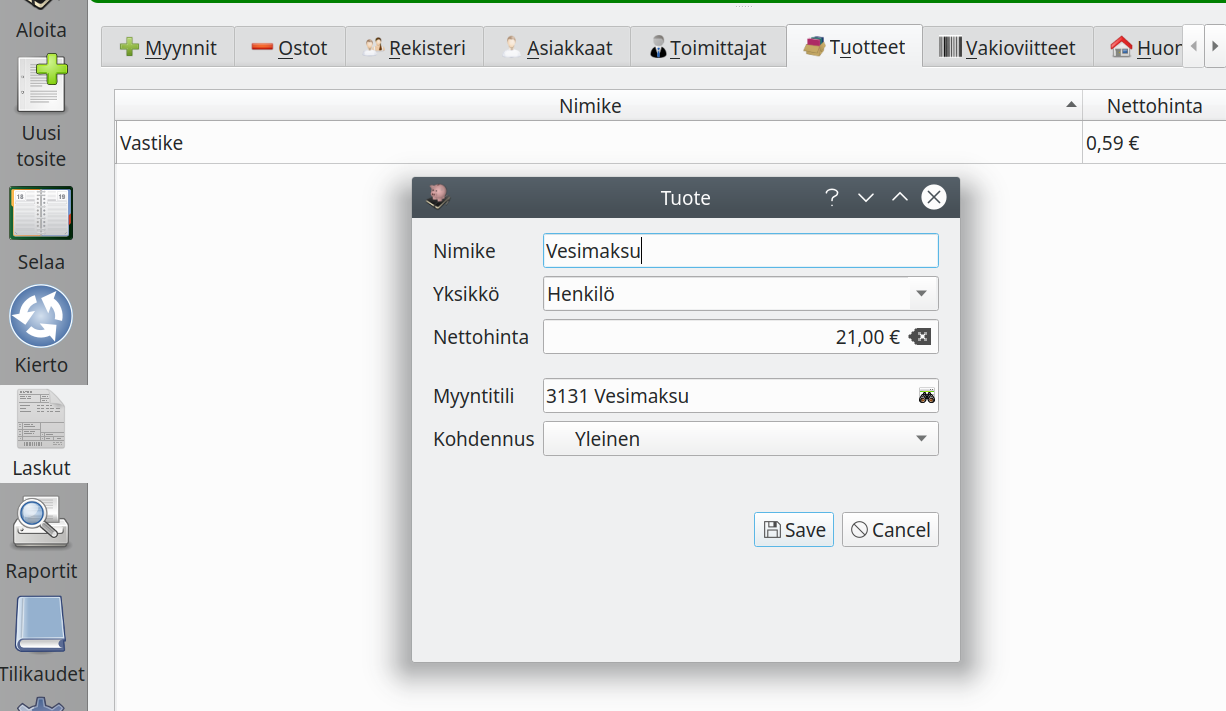 Aloita
Uusi
tosite
Selaa
Kierto
Laskut
Raportit
Tilikaudet
Myynnit Ostot Rekisteri Asiakkaat Toimittajat Tuotteet Vakioviitteet Huor
Nimike Nettohinta
Vastike 0,59 €
Tuote
Nimike Vesimaksu
Yksikkö Henkilö
Nettohinta 21,00 €
Myyntitili 3131 Vesimaksu
Kohdennus Yleinen
Save Cancel